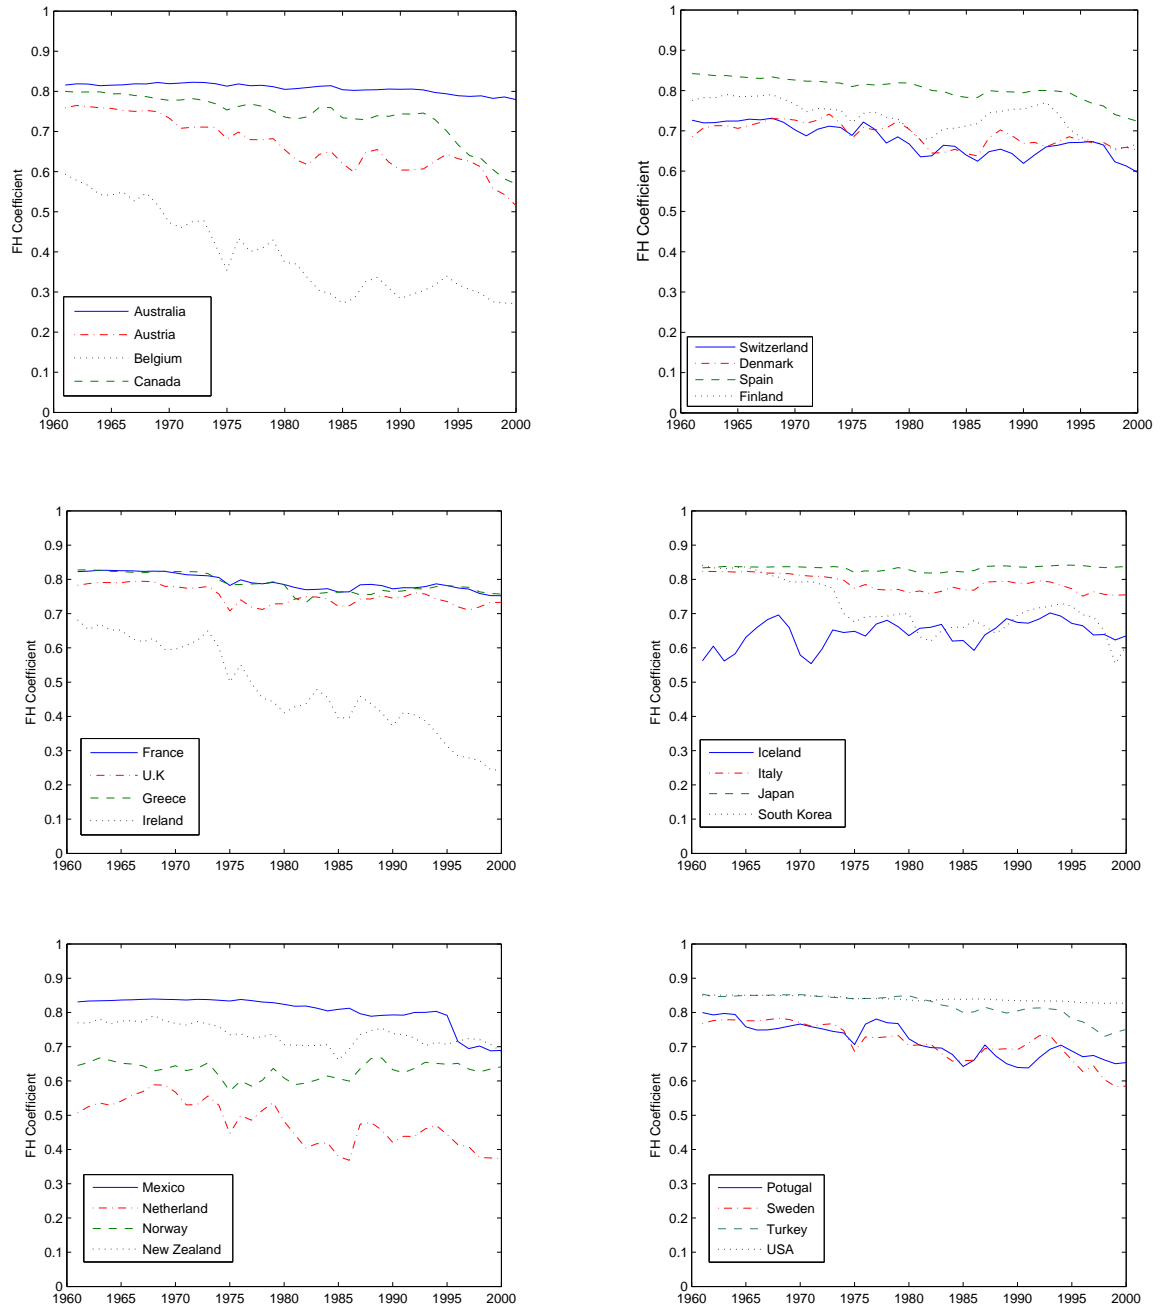 1
0.9
0.8
0.7
0.6
0.5
0.4
0.3
0.2
0.1
0
FH Coefficient
Australia
Austria
Belgium
Canada
1960 1965 1970 1975 1980 1985 1990 1995 2000
1
0.9
0.8
0.7
0.6
0.5
0.4
0.3
0.2
0.1
0
FH Coefficient
Switzerland
Denmark
Spain
Finland
1960 1965 1970 1975 1980 1985 1990 1995 2000
1
0.9
0.8
0.7
0.6
0.5
0.4
0.3
0.2
0.1
0
FH Coefficient
France
U.K
Greece
Ireland
1960 1965 1970 1975 1980 1985 1990 1995 2000
1
0.9
0.8
0.7
0.6
0.5
0.4
0.3
0.2
0.1
0
FH Coefficient
Iceland
Italy
Japan
South Korea
1960 1965 1970 1975 1980 1985 1990 1995 2000
1
0.9
0.8
0.7
0.6
0.5
0.4
0.3
0.2
0.1
0
FH Coefficient
Mexico
Netherland
Norway
New Zealand
1960 1965 1970 1975 1980 1985 1990 1995 2000
1
0.9
0.8
0.7
0.6
0.5
0.4
0.3
0.2
0.1
0
FH Coefficient
Potugal
Sweden
Turkey
USA
1960 1965 1970 1975 1980 1985 1990 1995 2000